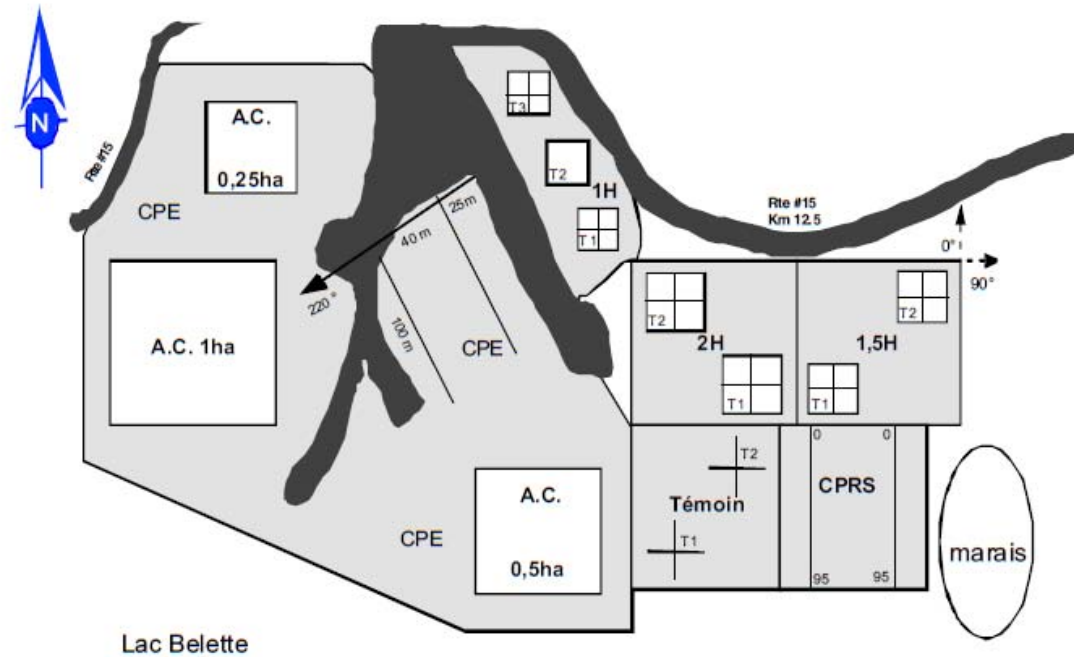 N
Rte #15
A.C.
0,25ha
CPE
A.C. 1ha
220°
40 m
25m
100 m
CPE
T3
T2
1H
T1
Rte #15
Km 12.5
0°
90°
T2
2H
T1
T2
1,5H
T1
CPE
A.C.
0,5ha
T2
Témoin
T1
0 0
CPRS
95 95
marais
Lac Belette